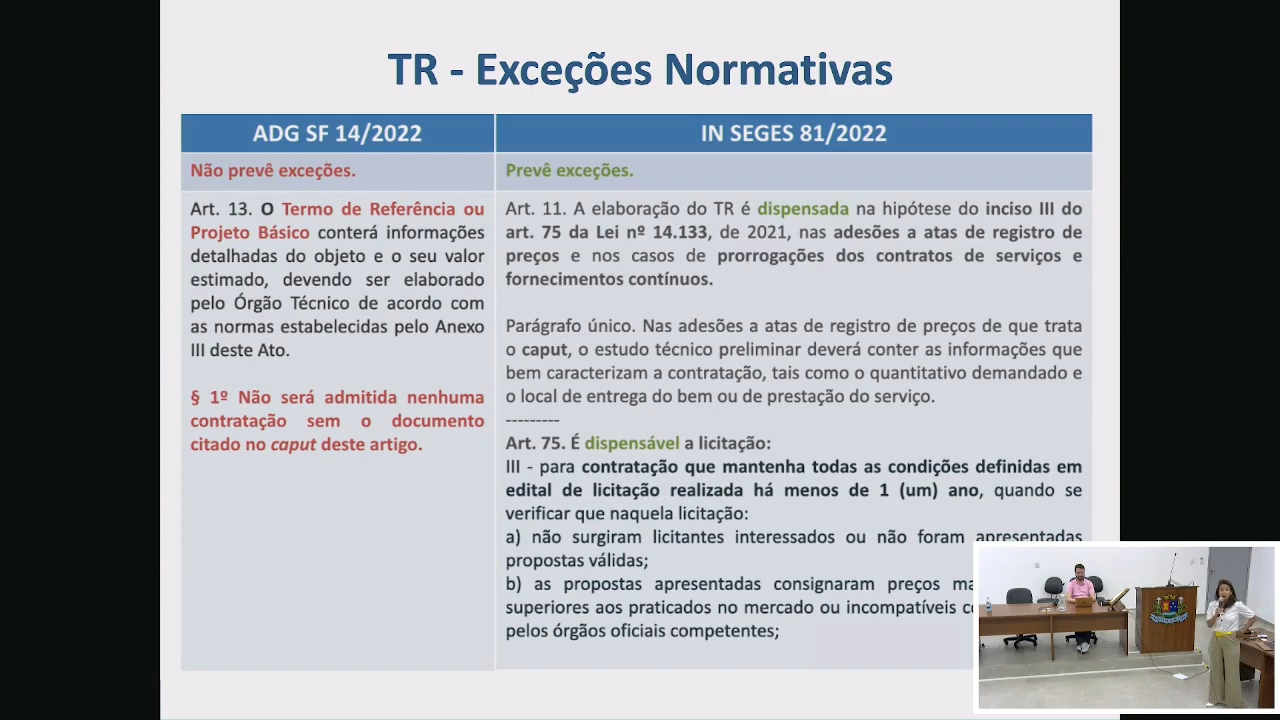 TR - Exceções Normativas
ADG SF 14/2022
IN SEGES 81/2022
Não prevê exceções.
Prevê exceções.
Art. 13. O Termo de Referência ou
Projeto Básico conterá informações
detalhadas do objeto e o seu valor
estimado, devendo ser elaborado
pelo Órgão Técnico de acordo com
as normas estabelecidas pelo Anexo
III deste Ato.
§ 1º Não será admitida nenhuma
contratação sem o documento
citado no caput deste artigo.
Art. 11. A elaboração do TR é dispensada na hipótese do inciso III do
art. 75 da Lei nº 14.133, de 2021, nas adesões a atas de registro de
preços e nos casos de prorrogações dos contratos de serviços e
fornecimentos contínuos.
Parágrafo único. Nas adesões a atas de registro de preços de que trata
o caput, o estudo técnico preliminar deverá conter as informações que
bem caracterizam a contratação, tais como o quantitativo demandado e
o local de entrega do bem ou de prestação do serviço.
---------
Art. 75. É dispensável a licitação:
III - para contratação que mantenha todas as condições definidas em
edital de licitação realizada há menos de 1 (um) ano, quando se
verificar que naquela licitação:
a) não surgiram licitantes interessados ou não foram apresentadas
propostas válidas;
b) as propostas apresentadas consignaram preços
superiores aos praticados no mercado ou incompatíveis
pelos órgãos oficiais competentes;